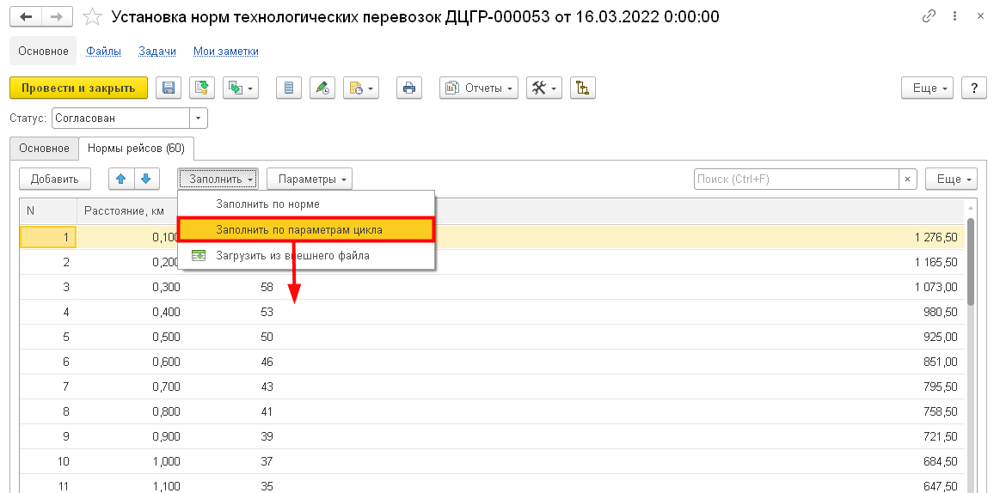 Установка норм технологических перевозок ДЦГР-000053 от 16.03.2022 0:00:00
Основное Файлы Задачи Мои заметки
Провести и закрыть Отчеты Еще ?
Статус: Согласован
Основное Нормы рейсов (60)
Добавить Заполнить Параметры Поиск (Ctrl+F) × Еще
N Расстояние, км
Заполнить по норме
Заполнить по параметрам цикла
Загрузить из внешнего файла
1 0,100 1 276,50
2 0,200 1 165,50
3 0,300 58 1 073,00
4 0,400 53 980,50
5 0,500 50 925,00
6 0,600 46 851,00
7 0,700 43 795,50
8 0,800 41 758,50
9 0,900 39 721,50
10 1,000 37 684,50
11 1,100 35 647,50